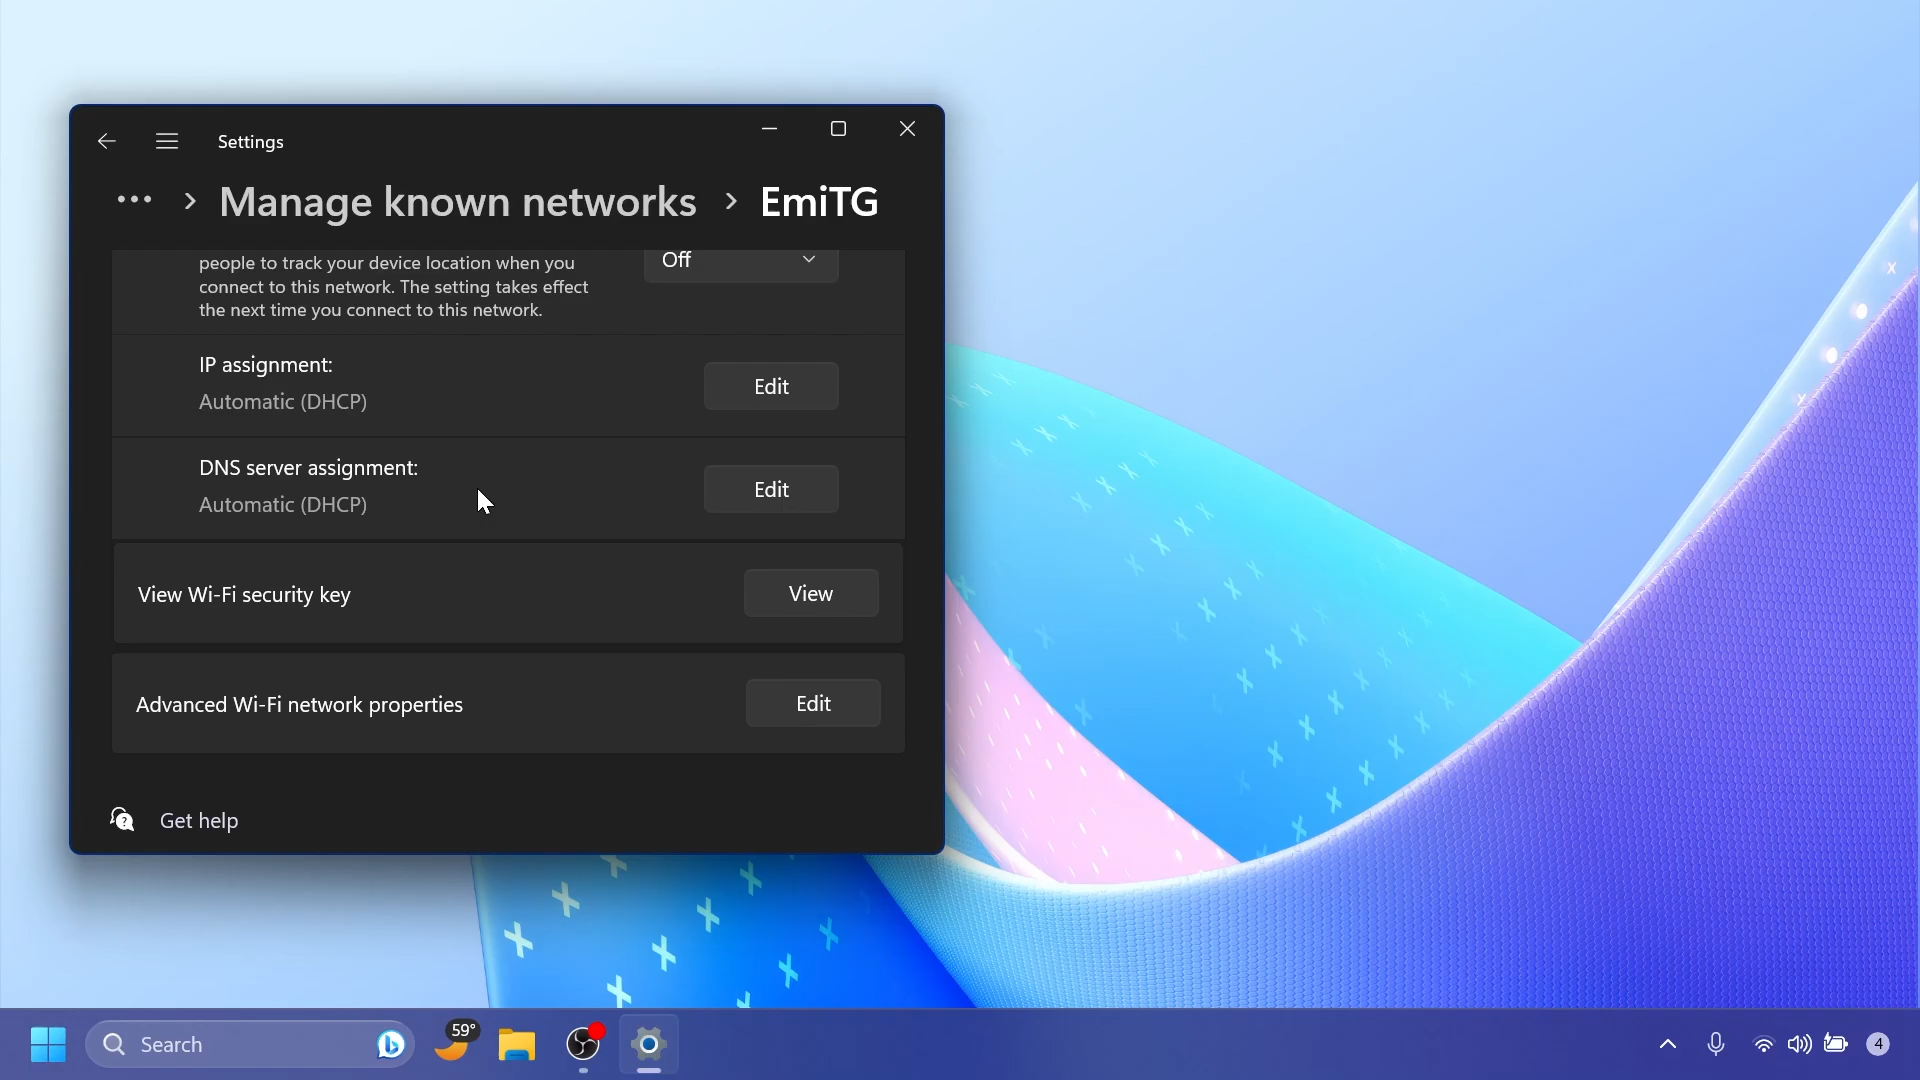 Settings
••• › Manage known networks › EmiTG
people to track your device location when you
connect to this network. The setting takes effect
the next time you connect to this network.
Off
IP assignment:
Automatic (DHCP)
Edit
DNS server assignment:
Automatic (DHCP)
Edit
View Wi-Fi security key
View
Advanced Wi-Fi network properties
Edit
Get help
Search
59°
4